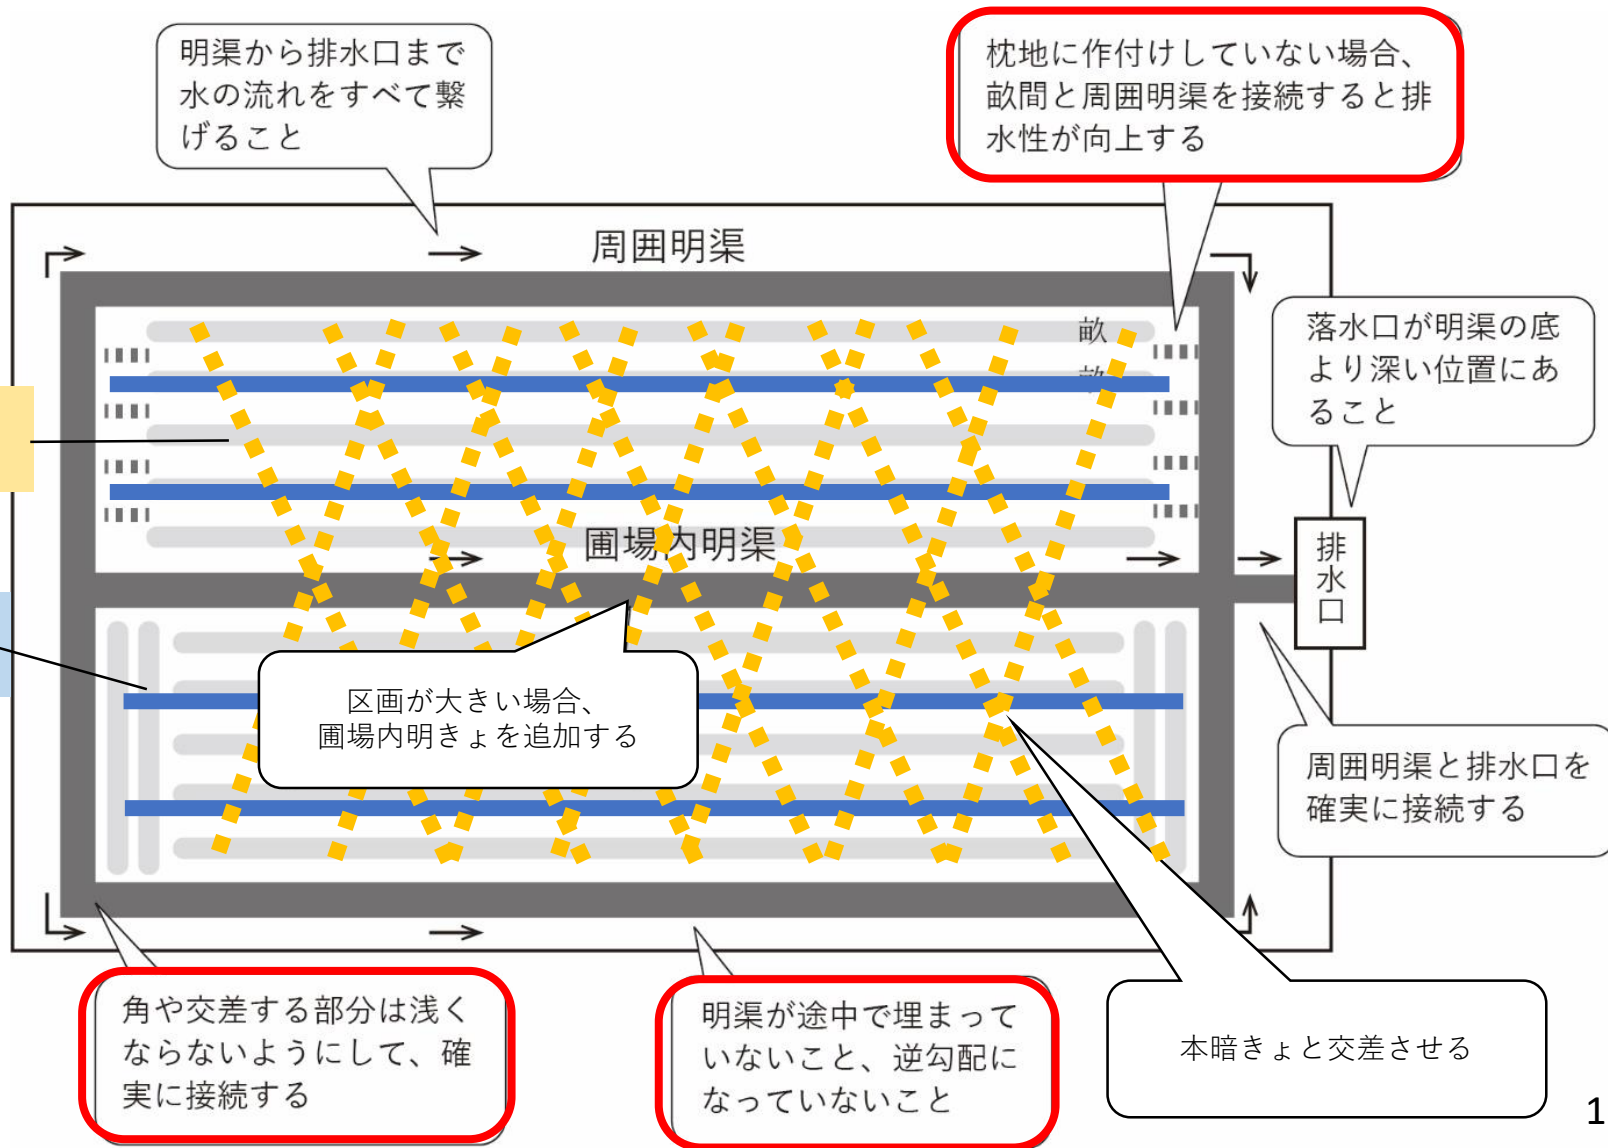 明渠から排水口まで
水の流れをすべて繋
げること
枕地に作付けしていない場合、
畝間と周囲明渠を接続すると排
水性が向上する
周囲明渠
畝
落水口が明渠の底
より深い位置にあ
ること
圃場内明渠
排水口
区画が大きい場合、
圃場内明きょを追加する
周囲明渠と排水口を
確実に接続する
角や交差する部分は浅く
ならないようにして、確
実に接続する
明渠が途中で埋まって
いないこと、逆勾配に
なっていないこと
本暗きょと交差させる
1